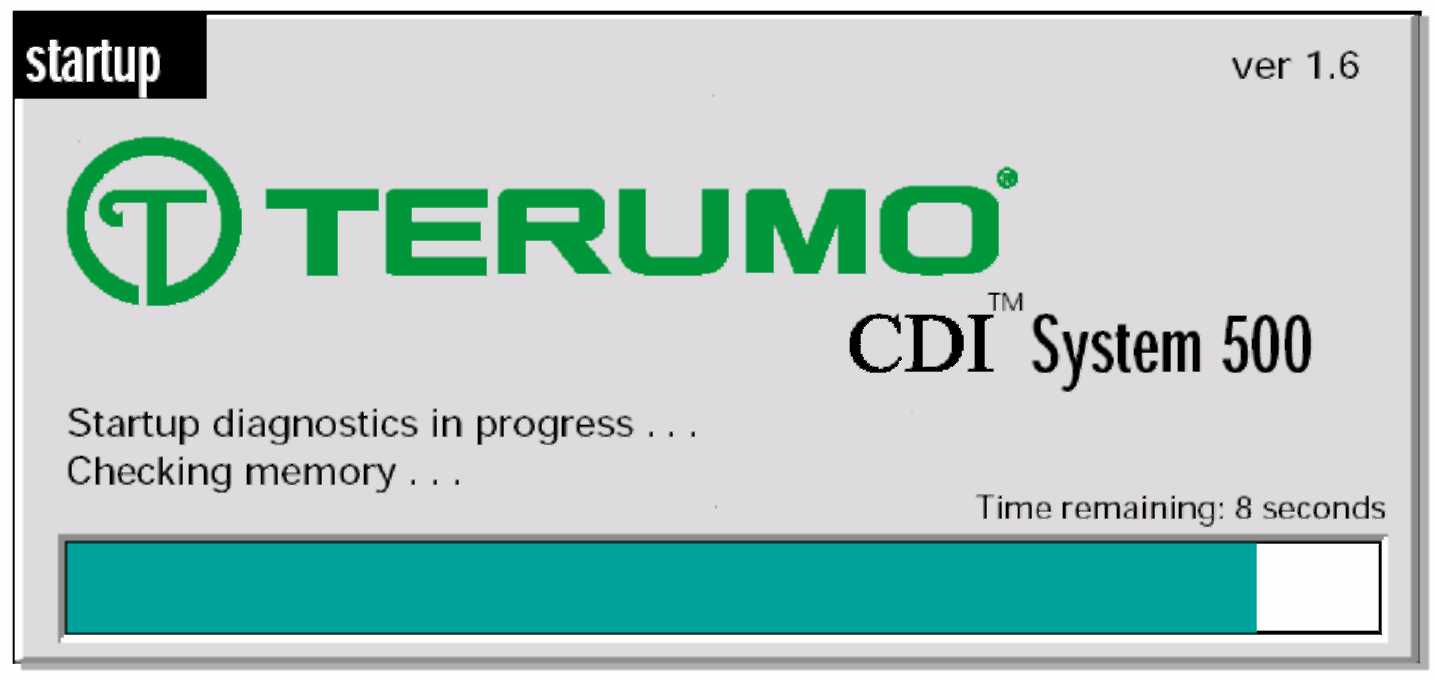 startup
ver 1.6
TERUMO®
CDI™ System 500
Startup diagnostics in progress . . .
Checking memory . . .
Time remaining: 8 seconds